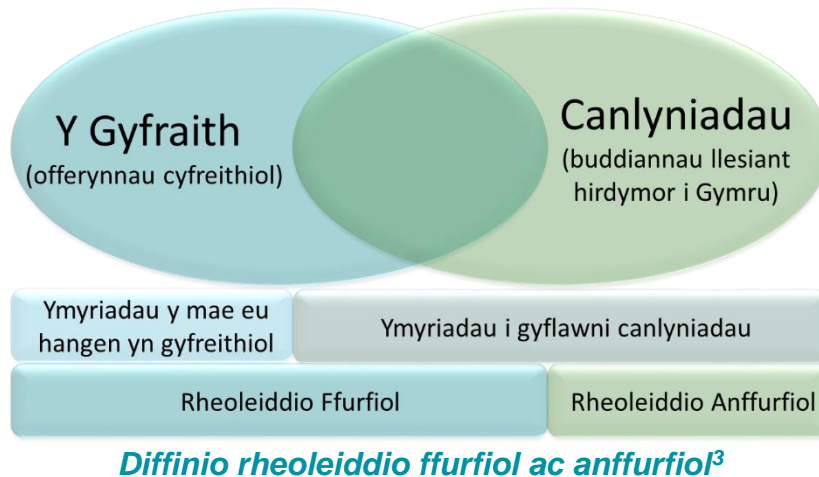 Y Gyfraith
(offerynnau cyfreithiol)
Canlyniadau
(buddiannau llesiant
hirdymor i Gymru)
Ymyriadau y mae eu
hangen yn gyfreithiol
Ymyriadau i gyflawni canlyniadau
Rheoleiddio Ffurfiol
Rheoleiddio Anffurfiol
Diffinio rheoleiddio ffurfiol ac anffurfiol³